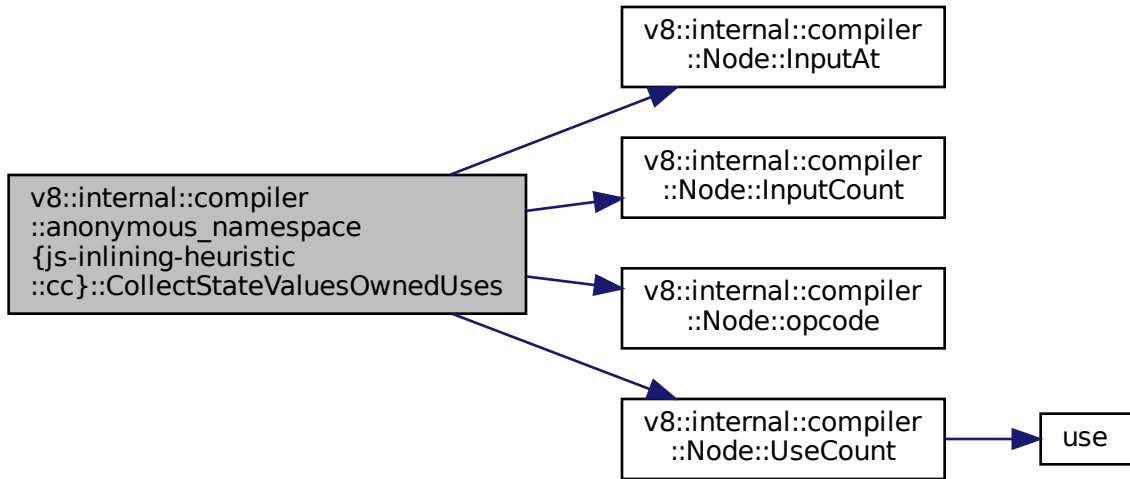 v8::internal::compiler
::Node::InputAt
v8::internal::compiler
::Node::InputCount
v8::internal::compiler
::anonymous_namespace
{js-inlining-heuristic
::cc}::CollectStateValuesOwnedUses
v8::internal::compiler
::Node::opcode
v8::internal::compiler
::Node::UseCount
use